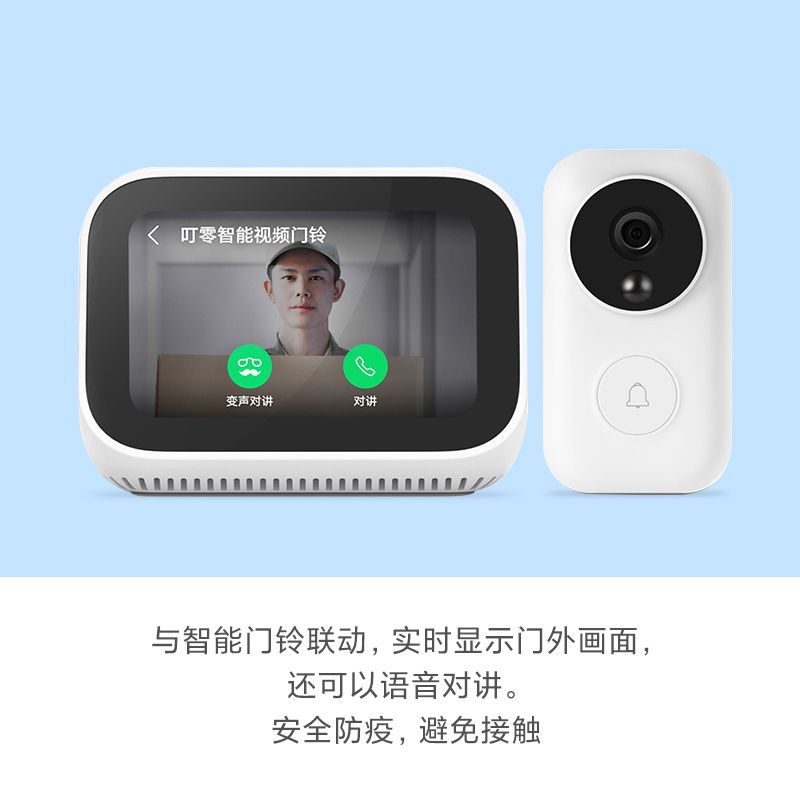 叮零智能视频门铃
变声对讲
对讲
与智能门铃联动，实时显示门外画面，
还可以语音对讲。
安全防疫，避免接触